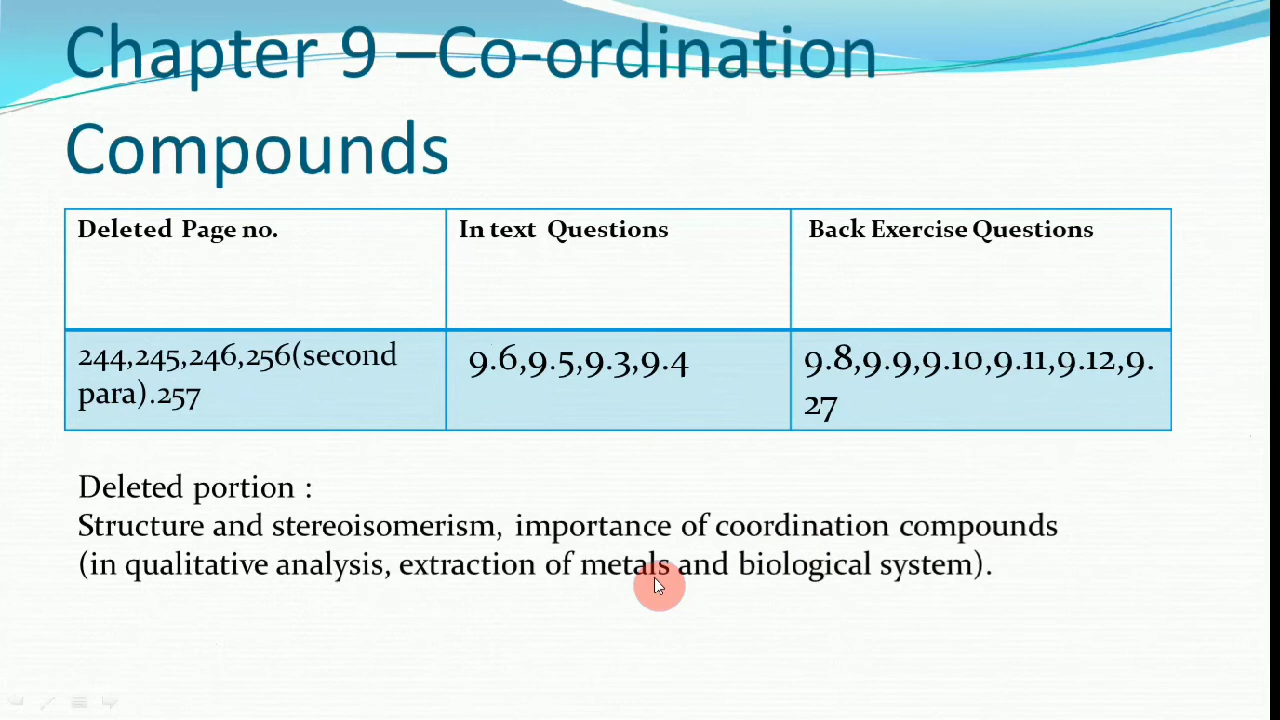 Chapter 9 –Co-ordination
Compounds
Deleted Page no.
In text Questions
Back Exercise Questions
244,245,246,256(second
para).257
9.6,9.5,9.3,9.4
9.8,9.9,9.10,9.11,9.12,9.
27
Deleted portion :
Structure and stereoisomerism, importance of coordination compounds
(in qualitative analysis, extraction of metals and biological system).